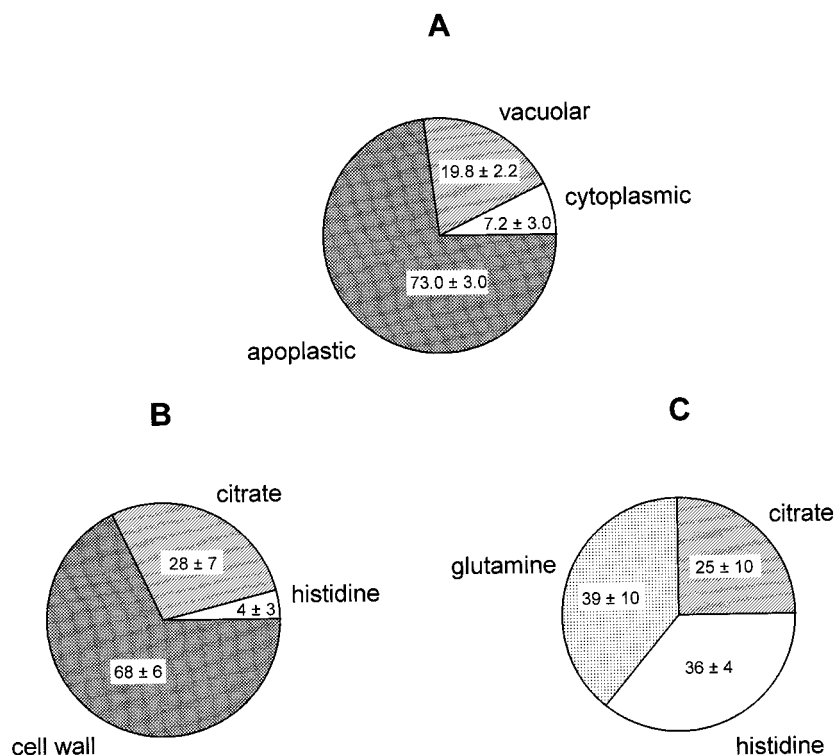 A
vacuolar
19.8 ± 2.2
cytoplasmic
7.2 ± 3.0
73.0 ± 3.0
apoplastic
B
citrate
28 ± 7
histidine
4 ± 3
68 ± 6
cell wall
C
citrate
glutamine
25 ± 10
39 ± 10
36 ± 4
histidine